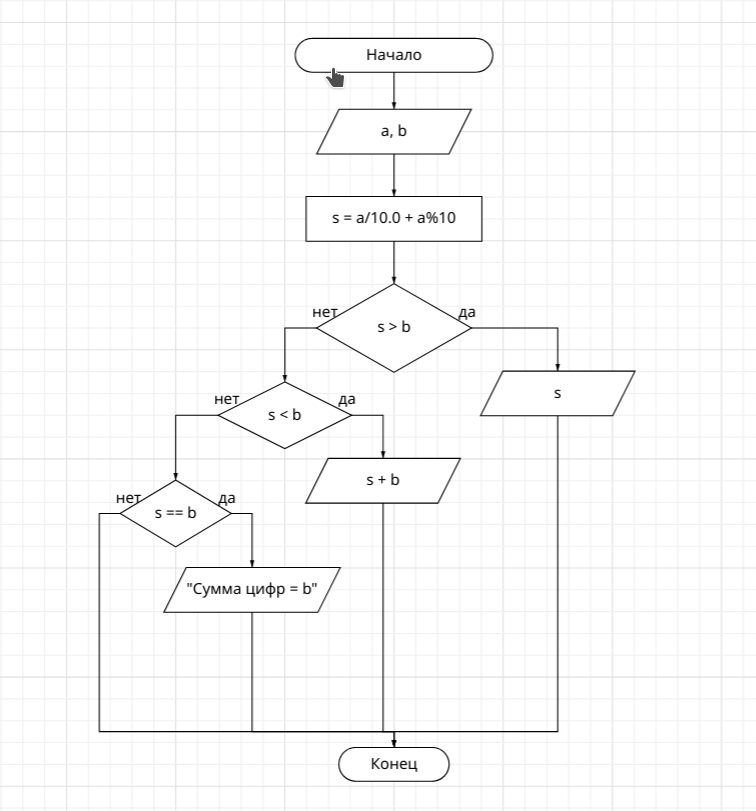 Начало
a, b
s = a/10.0 + a%10
нет
да
s > b
s
нет
да
s < b
s + b
нет
да
s == b
"Сумма цифр = b"
Конец